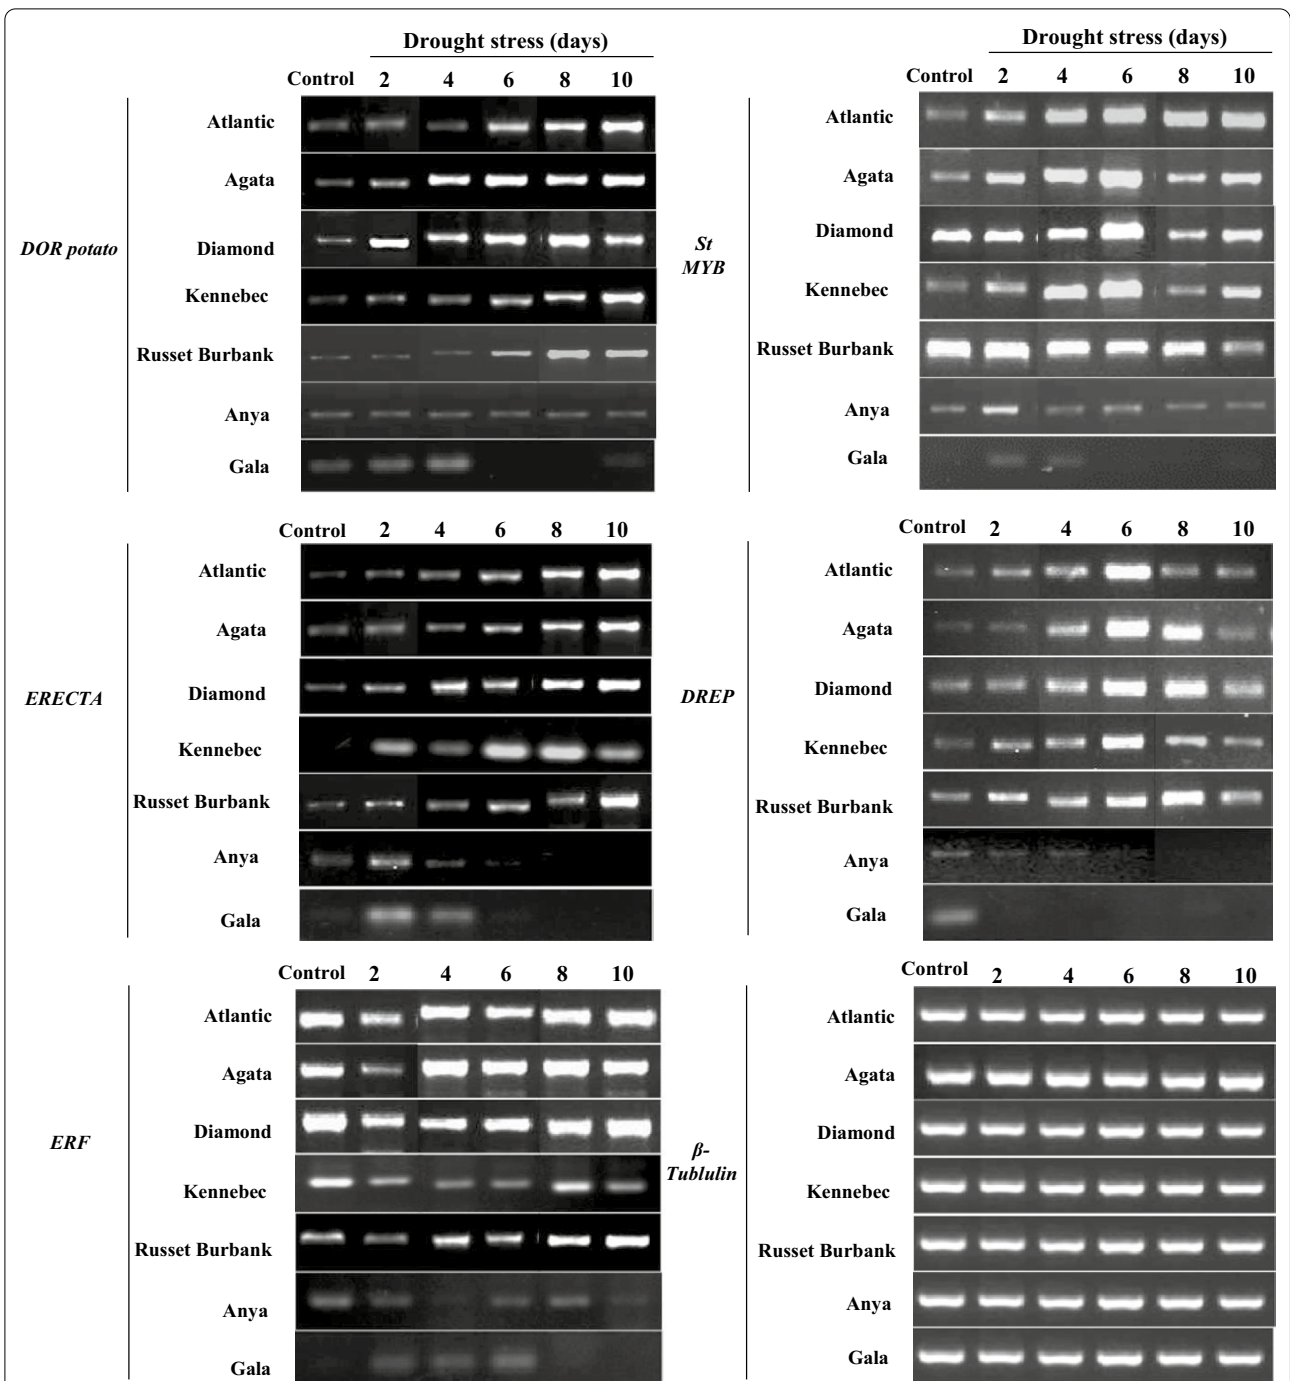 Drought stress (days)
Control 2 4 6 8 10
DOR potato
Atlantic
Agata
Diamond
Kennebec
Russet Burbank
Anya
Gala
Drought stress (days)
Control 2 4 6 8 10
St
MYB
Atlantic
Agata
Diamond
Kennebec
Russet Burbank
Anya
Gala
Control 2 4 6 8 10
ERECTA
Atlantic
Agata
Diamond
Kennebec
Russet Burbank
Anya
Gala
Control 2 4 6 8 10
DREP
Atlantic
Agata
Diamond
Kennebec
Russet Burbank
Anya
Gala
Control 2 4 6 8 10
ERF
Atlantic
Agata
Diamond
Kennebec
Russet Burbank
Anya
Gala
Control 2 4 6 8 10
β-
Tublulin
Atlantic
Agata
Diamond
Kennebec
Russet Burbank
Anya
Gala